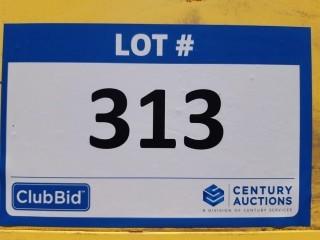 LOT #
313
ClubBid
CENTURY
AUCTIONS
A DIVISION OF CENTURY SERVICES